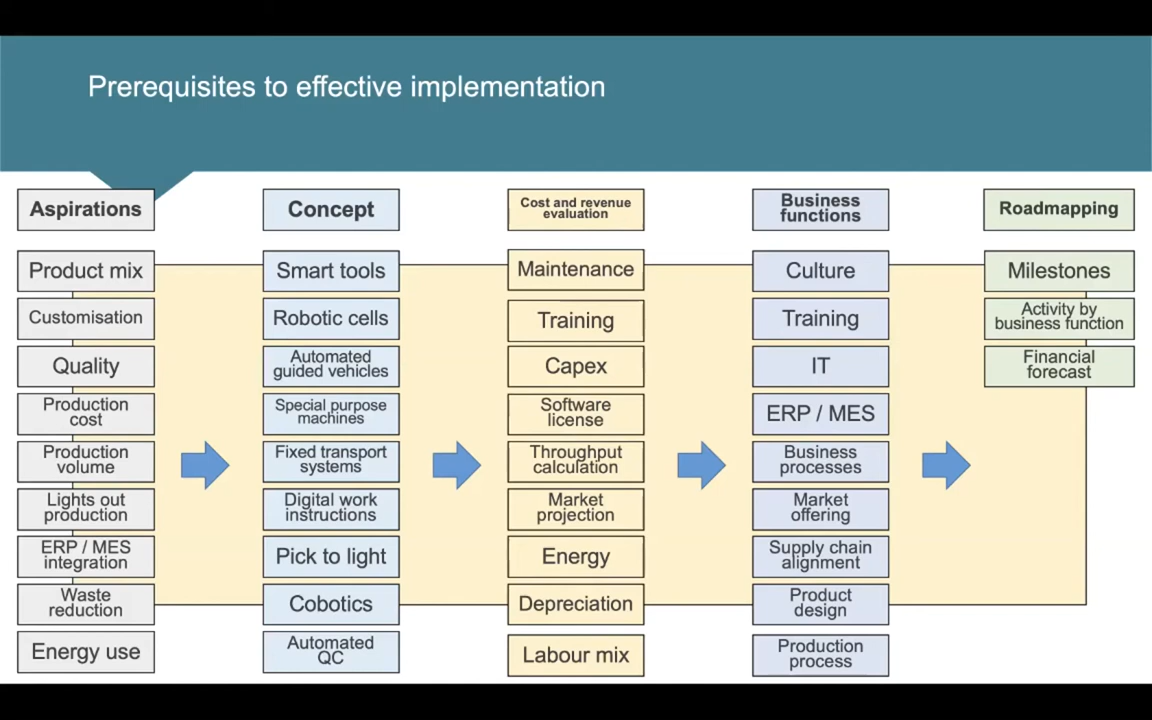 Prerequisites to effective implementation
Aspirations
Product mix
Customisation
Quality
Production
cost
Production
volume
Lights out
production
ERP / MES
integration
Waste
reduction
Energy use
Concept
Smart tools
Robotic cells
Automated
guided vehicles
Special purpose
machines
Fixed transport
systems
Digital work
instructions
Pick to light
Cobotics
Automated
QC
Cost and revenue
evaluation
Maintenance
Training
Capex
Software
license
Throughput
calculation
Market
projection
Energy
Depreciation
Labour mix
Business
functions
Culture
Training
IT
ERP / MES
Business
processes
Market
offering
Supply chain
alignment
Product
design
Production
process
Roadmapping
Milestones
Activity by
business function
Financial
forecast